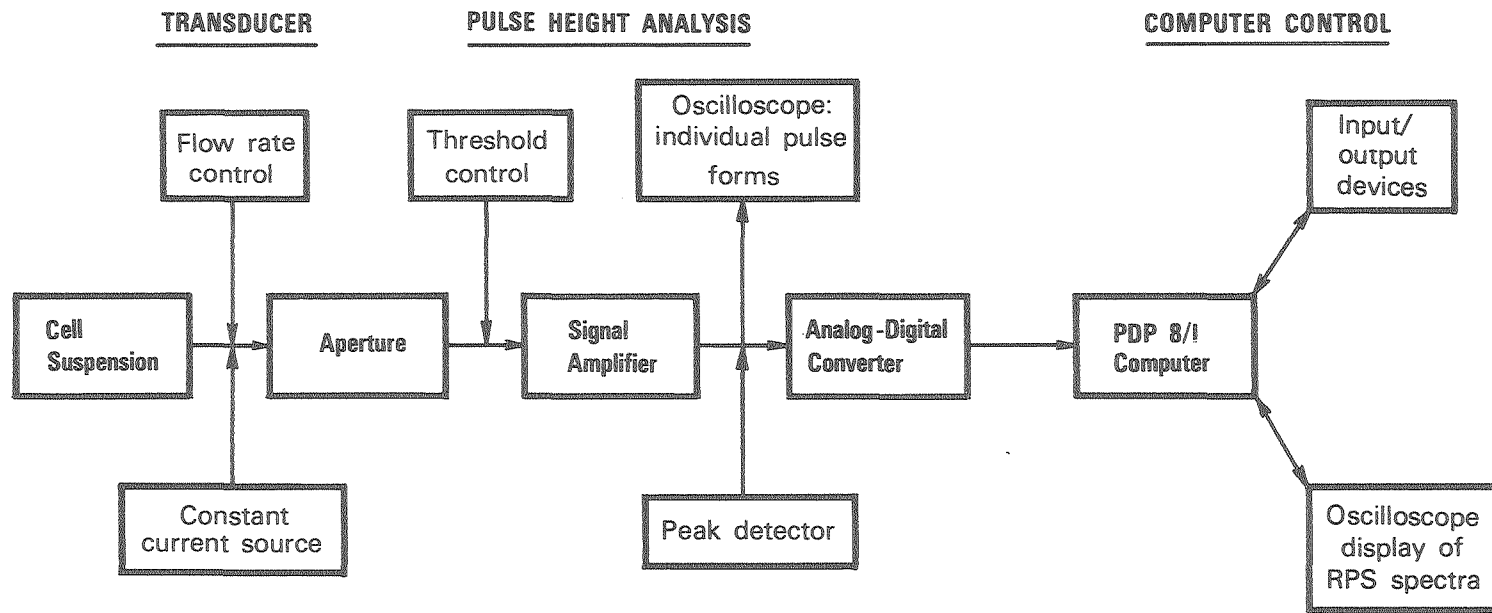 TRANSDUCER
PULSE HEIGHT ANALYSIS
COMPUTER CONTROL
Flow rate
control
Threshold
control
Oscilloscope:
individual pulse
forms
Input/
output
devices
Cell
Suspension
Aperture
Signal
Amplifier
Analog-Digital
Converter
PDP 8/I
Computer
Constant
current source
Peak detector
Oscilloscope
display of
RPS spectra